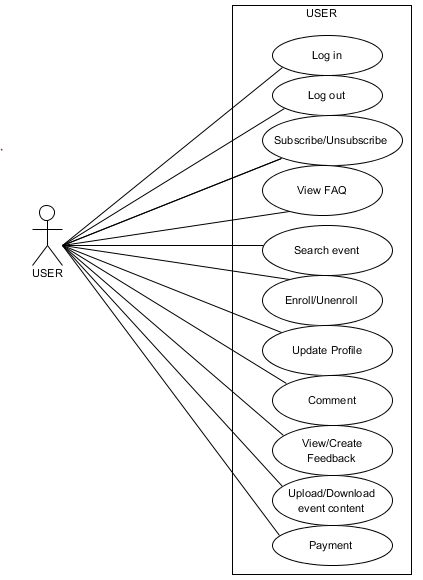 USER
Log in
Log out
Subscribe/Unsubscribe
View FAQ
USER
Search event
Enroll/Unenroll
Update Profile
Comment
View/Create
Feedback
Upload/Download
event content
Payment